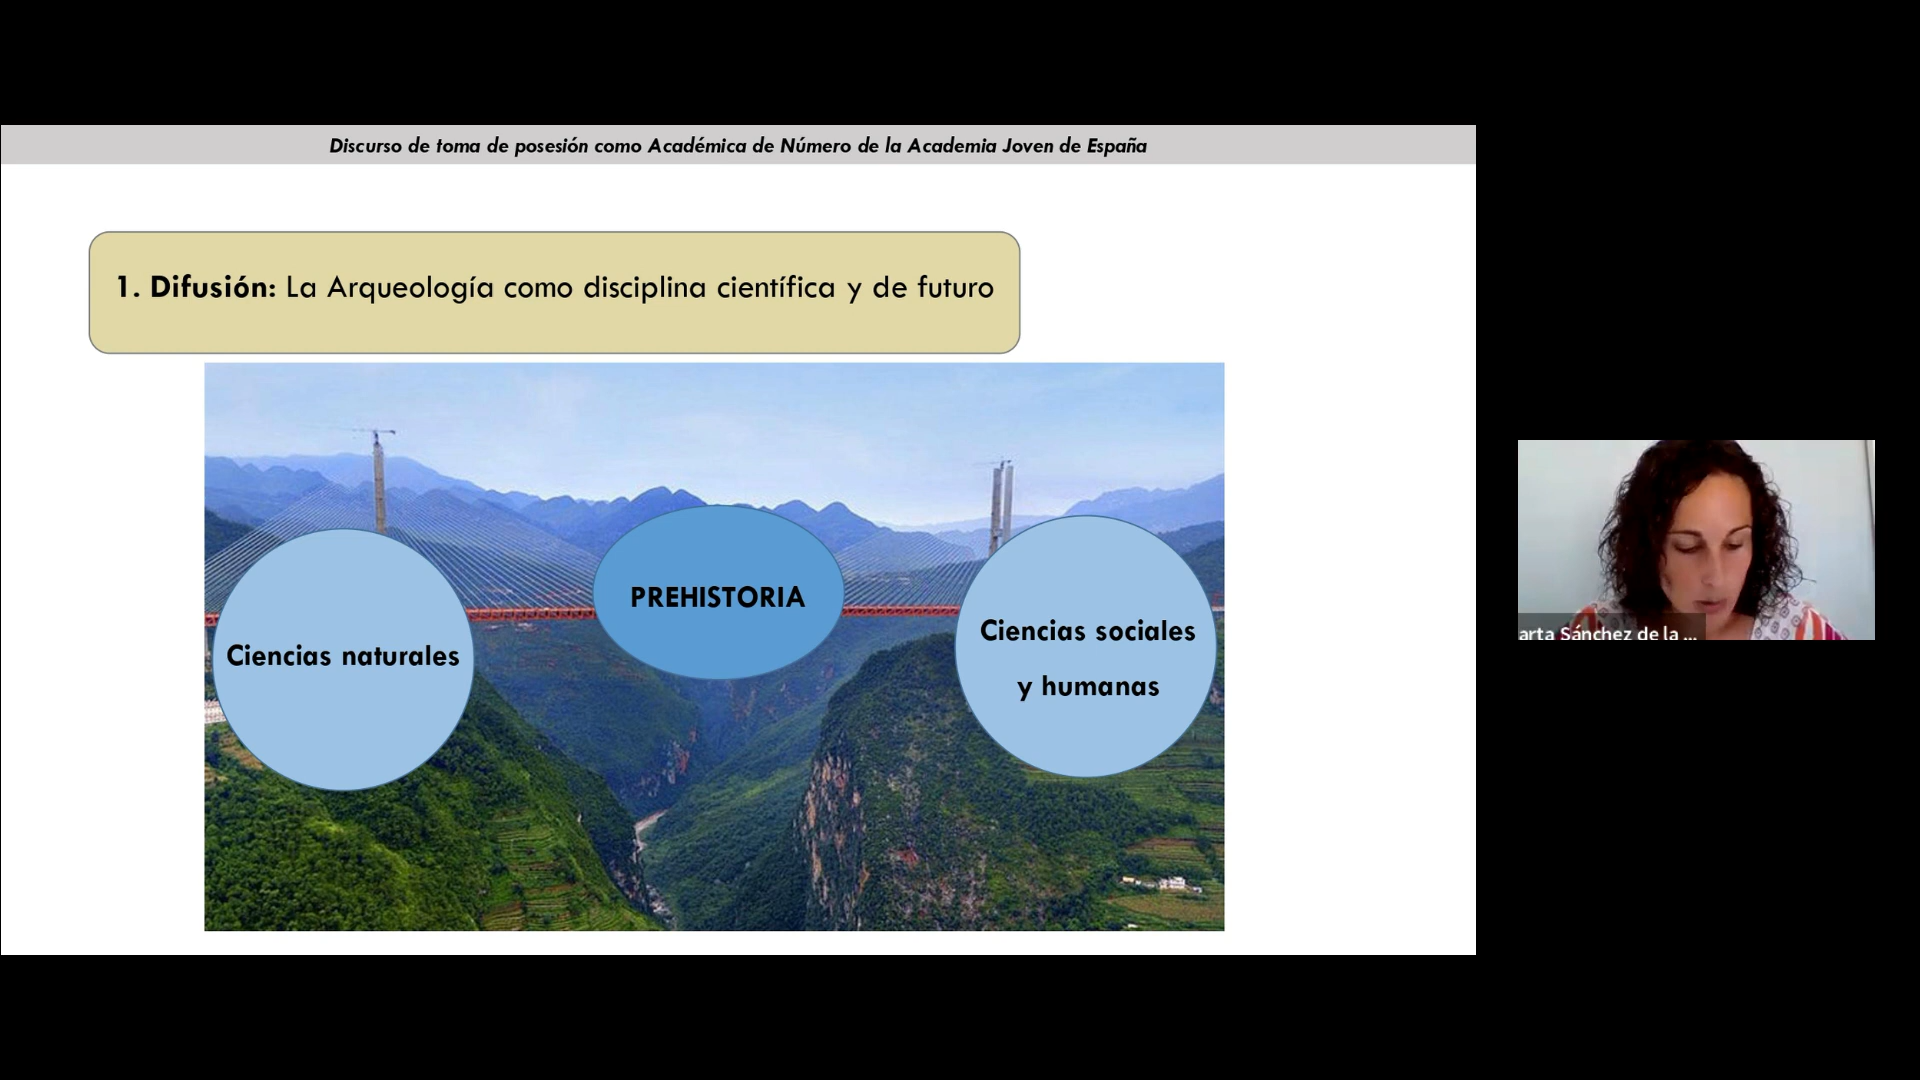 Discurso de toma de posesión como Académica de Número de la Academia Joven de España
1. Difusión: La Arqueología como disciplina científica y de futuro
PREHISTORIA
Ciencias naturales
Ciencias sociales
y humanas
arta Sánchez de la ...